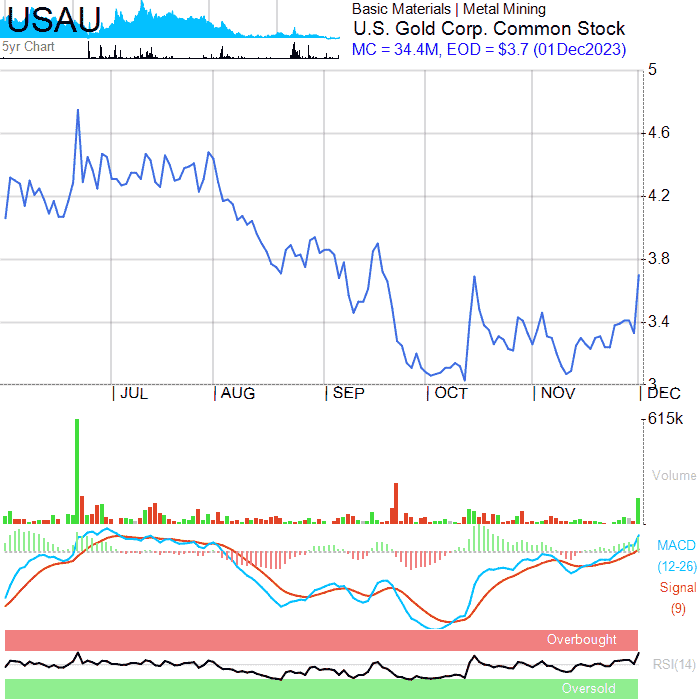 USAU
5yr Chart
Basic Materials | Metal Mining
U.S. Gold Corp. Common Stock
MC = 34.4M, EOD = $3.7 (01Dec2023)
5
4.6
4.2
3.8
3.4
3
JUL AUG SEP OCT NOV DEC
615k
Volume
MACD
(12-26)
Signal
(9)
Overbought
RSI(14)
Oversold